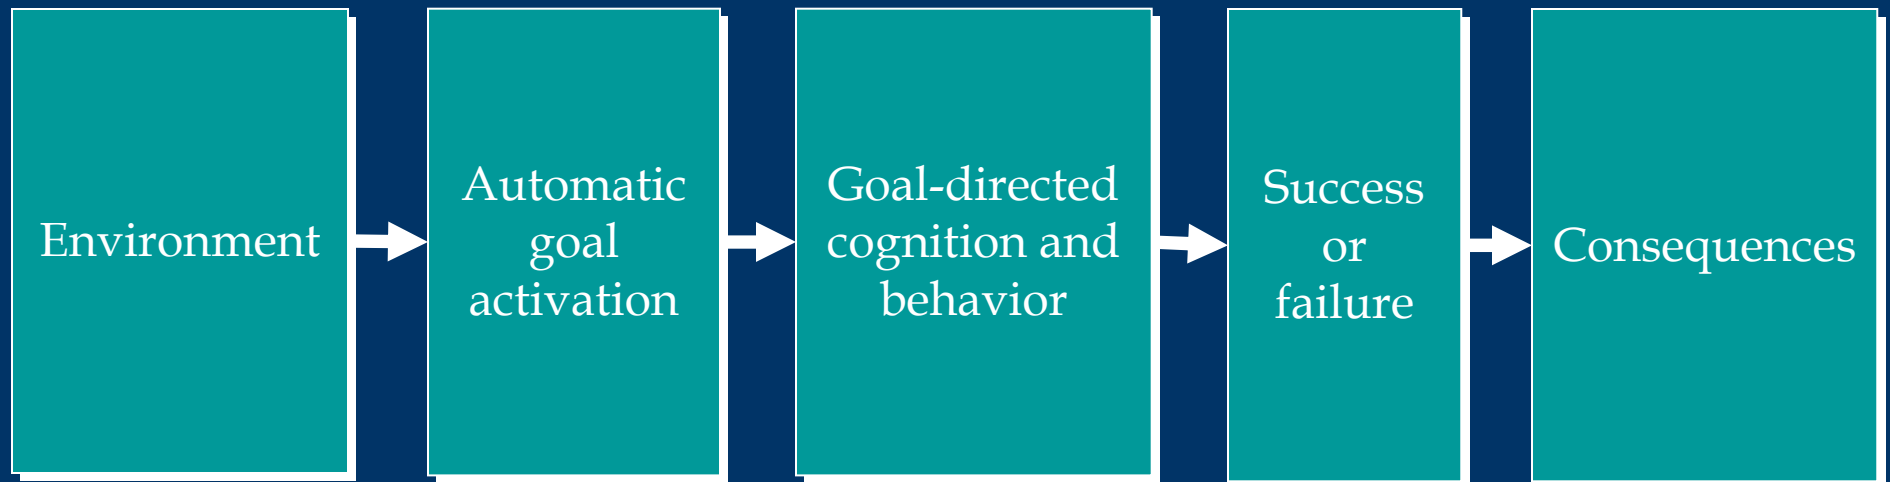 Environment
Automatic
goal
activation
Goal-directed
cognition and
behavior
Success
or
failure
Consequences